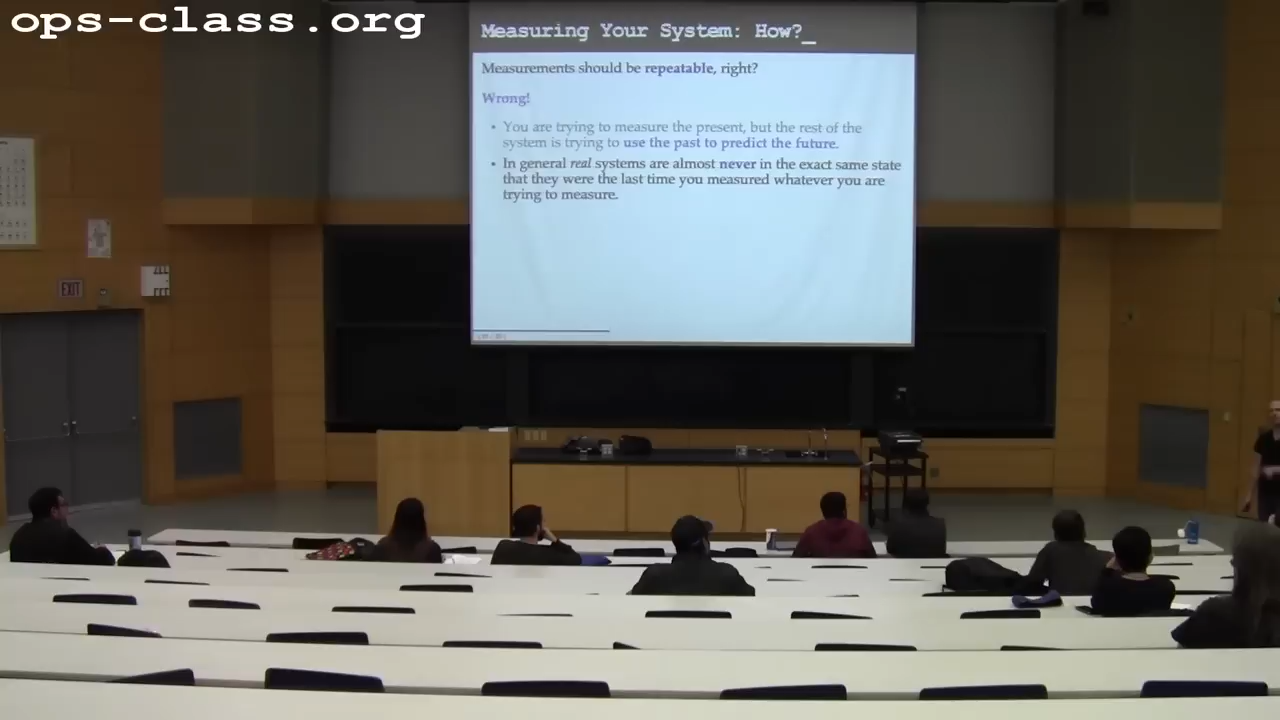 ops-class.org
Measuring Your System: How?_
Measurements should be repeatable, right?
Wrong!
• You are trying to measure the present, but the rest of the
system is trying to use the past to predict the future.
• In general real systems are almost never in the exact same state
that they were the last time you measured whatever you are
trying to measure.
EXIT